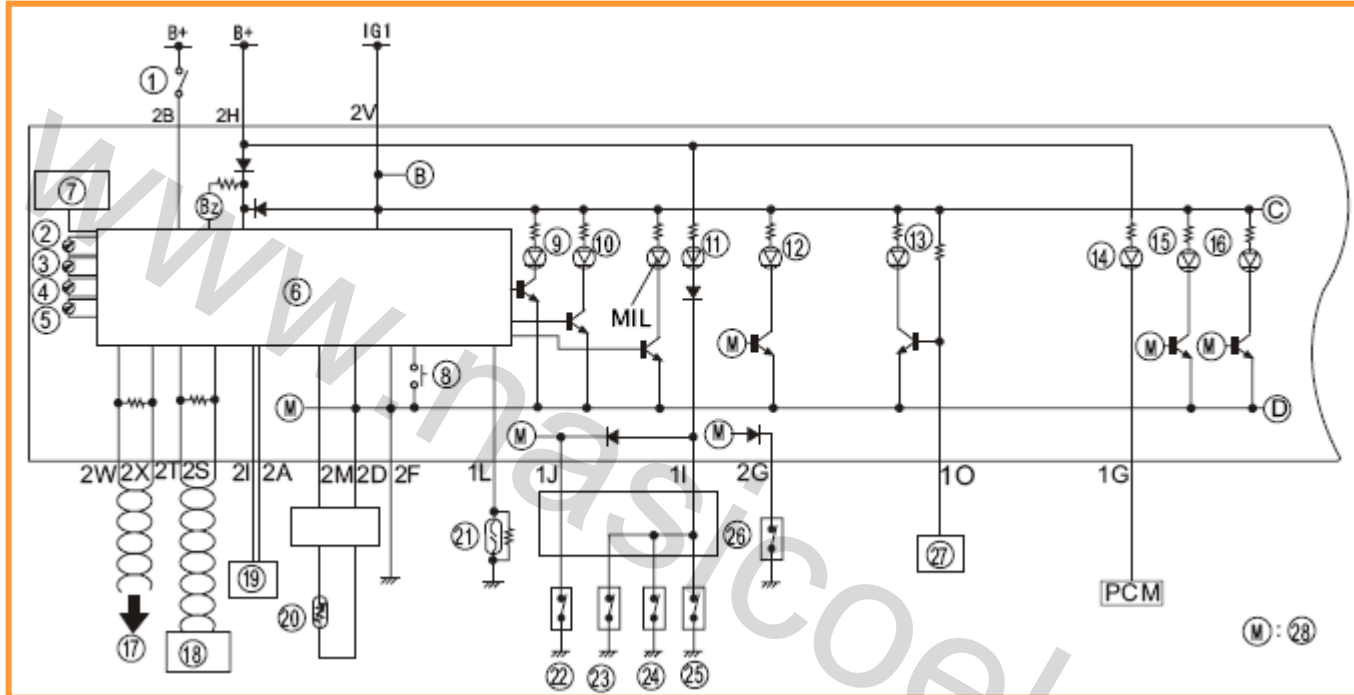 B+ B+ IG1
①
2B 2H 2V
B
⑦
Bz
C
②
③
④
⑤
⑥
⑨ ⑩ ⑪ ⑫ ⑬ ⑭ ⑮ ⑯
MIL
M M M
⑧
M D
M M
2W 2X 2T 2S 2I 2A 2M 2D 2F 1L 1J 1I 2G 1O 1G
㉑ ㉖
⑲ ㉗
⑳ PCM
⑰ ⑱ ㉒ ㉓ ㉔ ㉕
M : ㉘
www.nasicoel